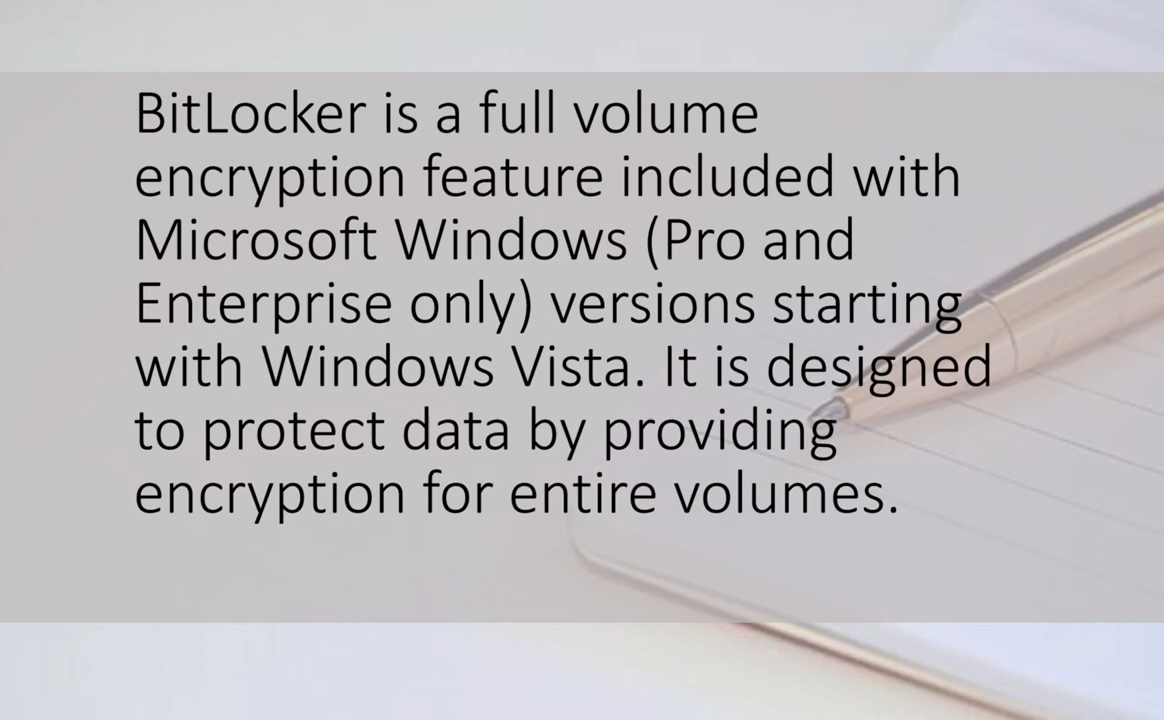 BitLocker is a full volume
encryption feature included with
Microsoft Windows (Pro and
Enterprise only) versions starting
with Windows Vista. It is designed
to protect data by providing
encryption for entire volumes.